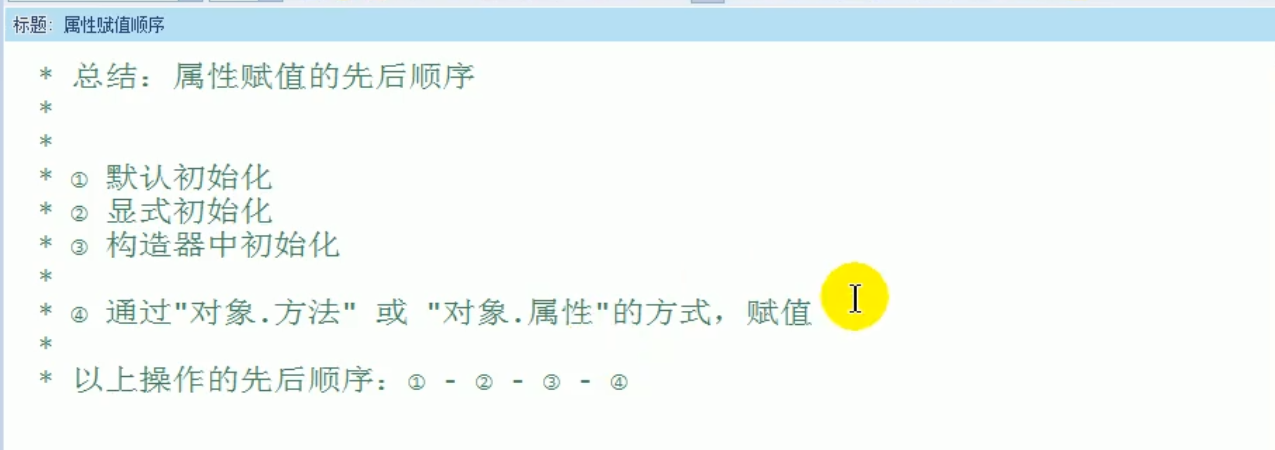 标题: 属性赋值顺序
* 总结：属性赋值的先后顺序
*
*
* ① 默认初始化
* ② 显式初始化
* ③ 构造器中初始化
*
* ④ 通过"对象.方法" 或 "对象.属性"的方式，赋值
*
* 以上操作的先后顺序：① - ② - ③ - ④